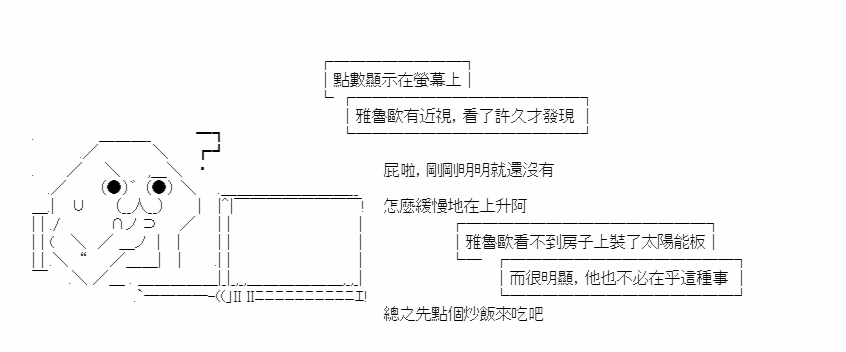 點數顯示在螢幕上
雅魯歐有近視, 看了許久才發現
屁啦, 剛剛明明就還沒有
怎麼緩慢地在上升阿
雅魯歐看不到房子上裝了太陽能板
而很明顯, 他也不必在乎這種事
總之先點個炒飯來吃吧